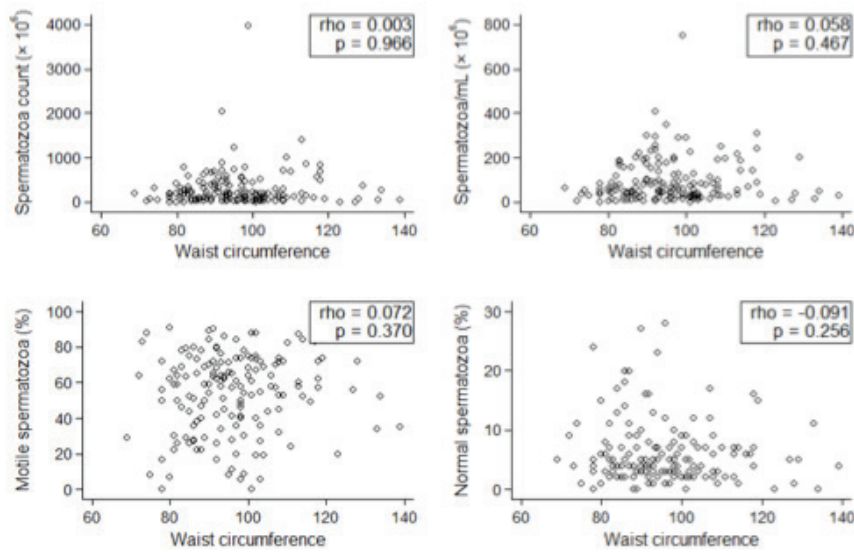 Spermatozoa count (× 10⁶)
4000
3000
2000
1000
0
rho = 0.003
p = 0.966
60 80 100 120 140
Waist circumference
Spermatozoa/mL (× 10⁶)
800
600
400
200
0
rho = 0.058
p = 0.467
60 80 100 120 140
Waist circumference
Motile spermatozoa (%)
100
80
60
40
20
0
rho = 0.072
p = 0.370
60 80 100 120 140
Waist circumference
Normal spermatozoa (%)
30
20
10
0
rho = -0.091
p = 0.256
60 80 100 120 140
Waist circumference